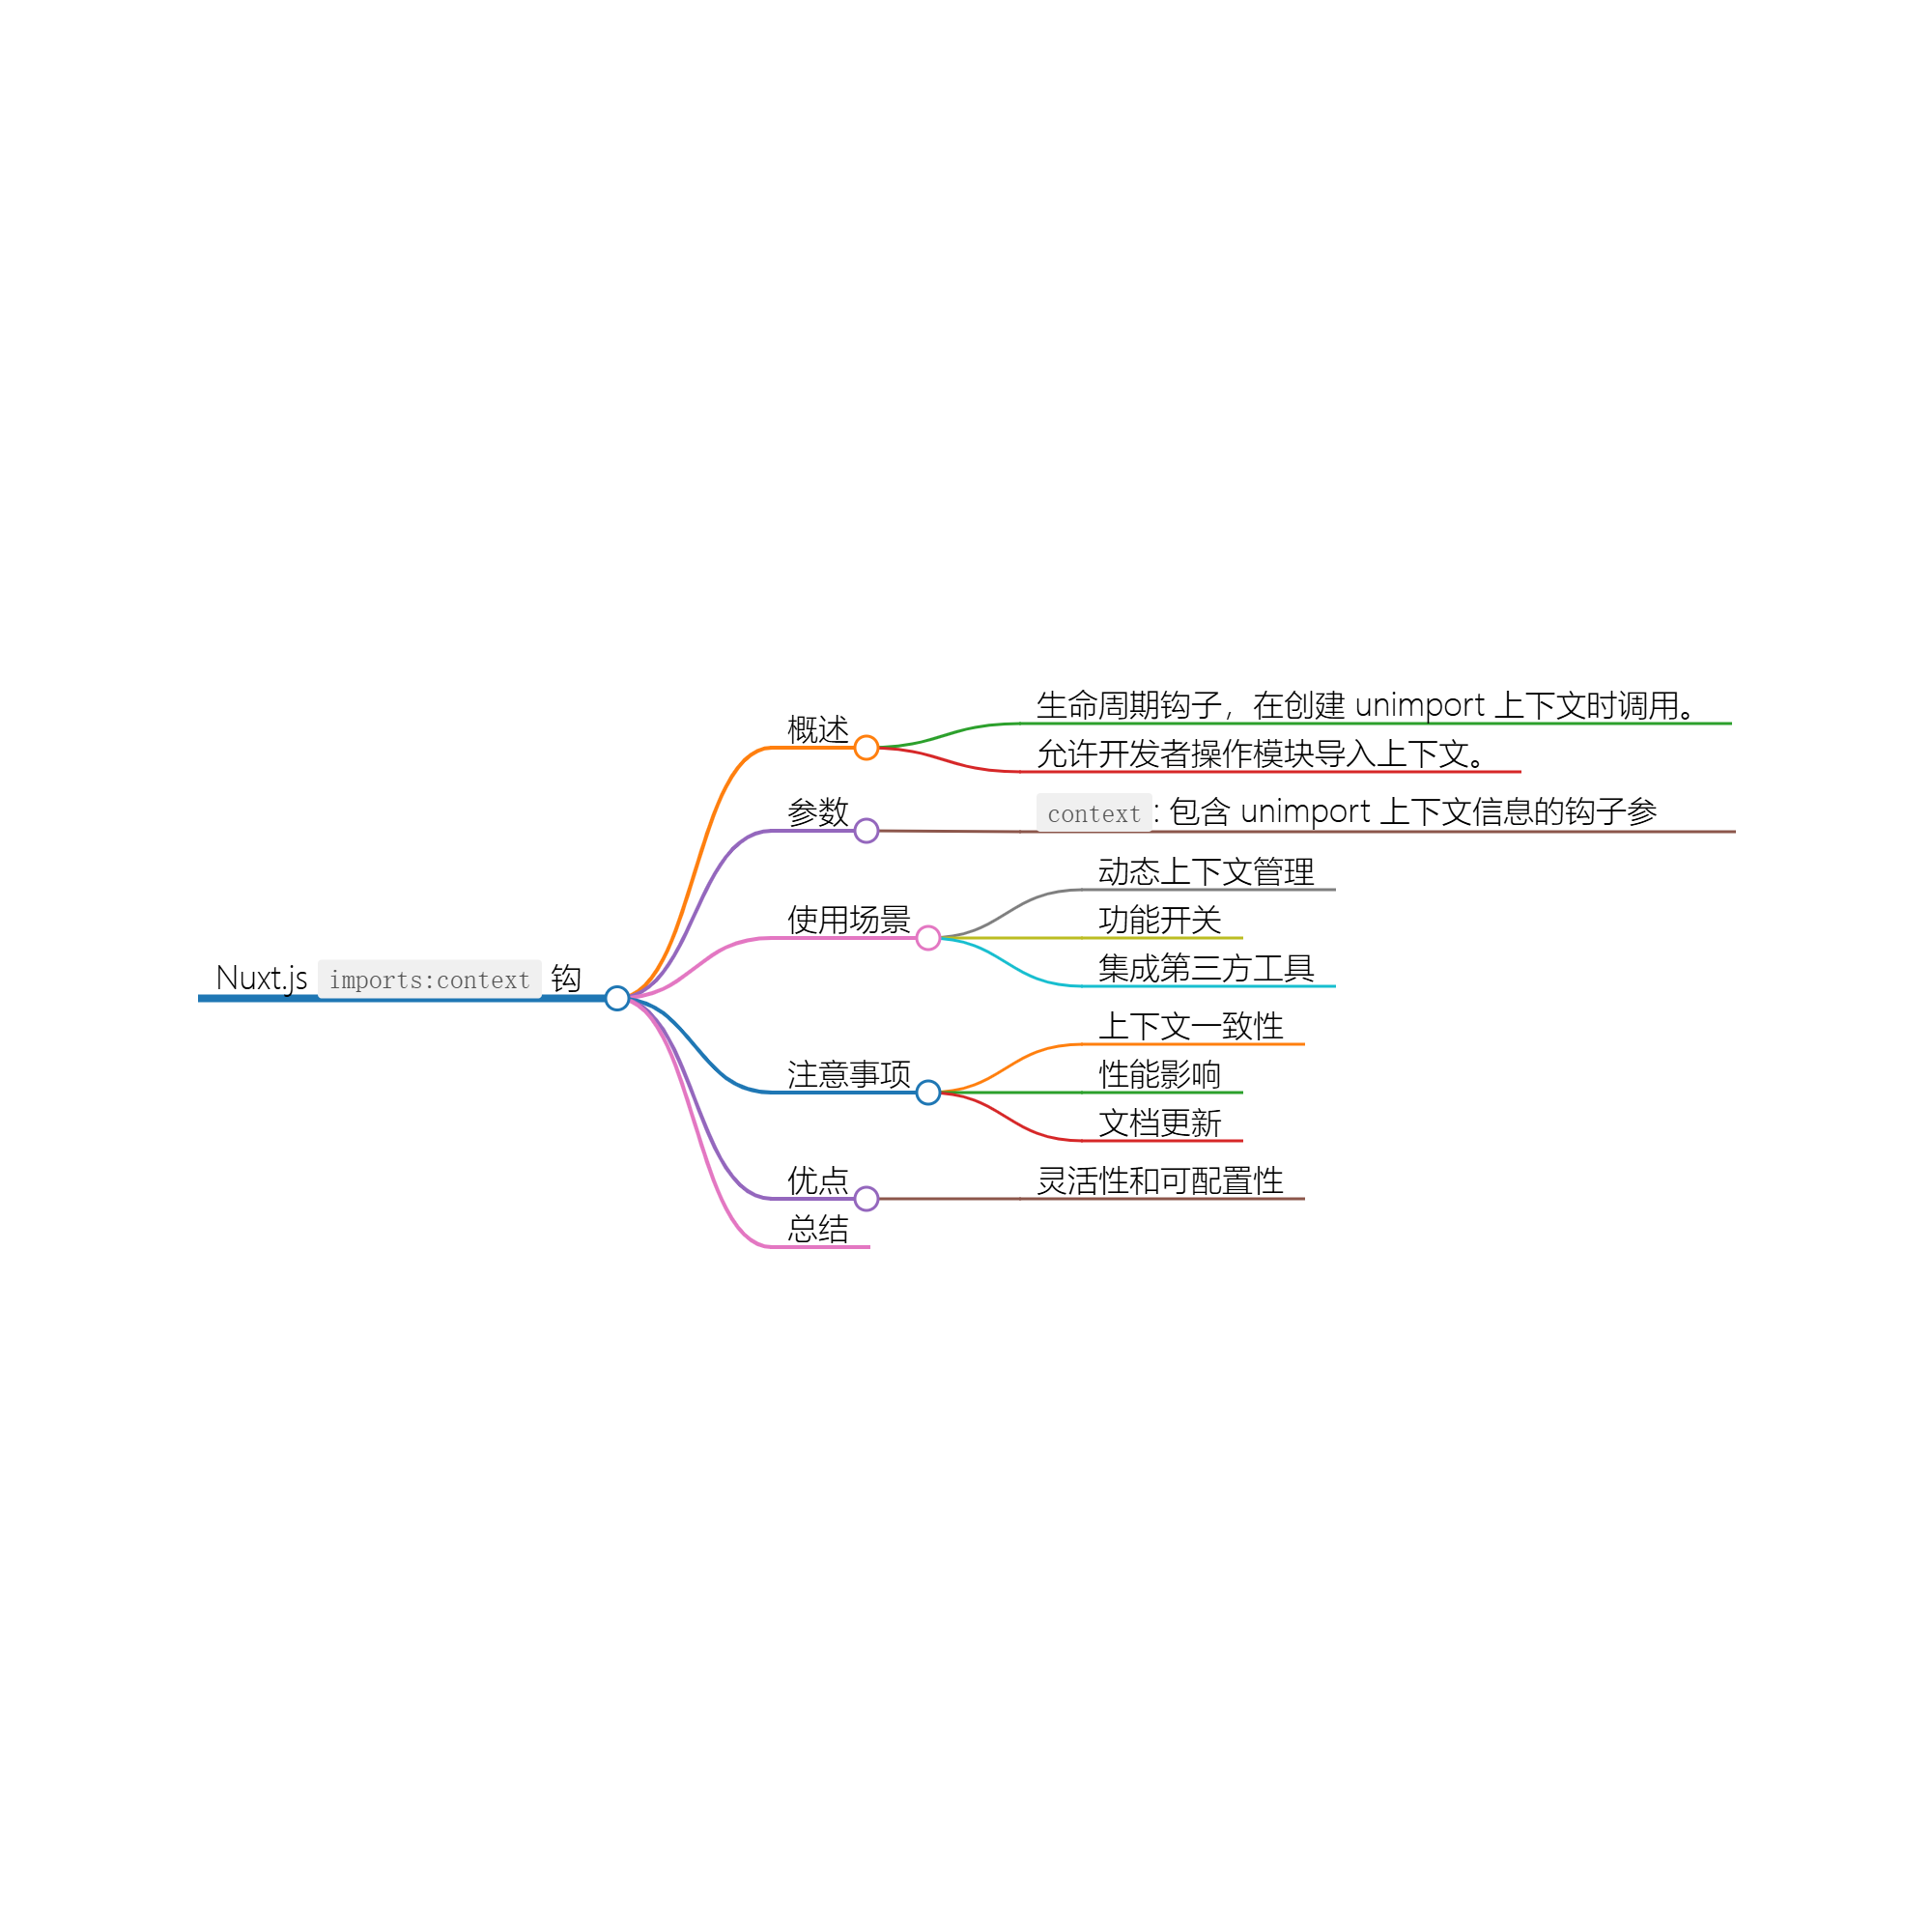 Nuxt.js imports:context 钩
概述
生命周期钩子，在创建 unimport 上下文时调用。
允许开发者操作模块导入上下文。
参数
context: 包含 unimport 上下文信息的钩子参
使用场景
动态上下文管理
功能开关
集成第三方工具
注意事项
上下文一致性
性能影响
文档更新
优点
灵活性和可配置性
总结